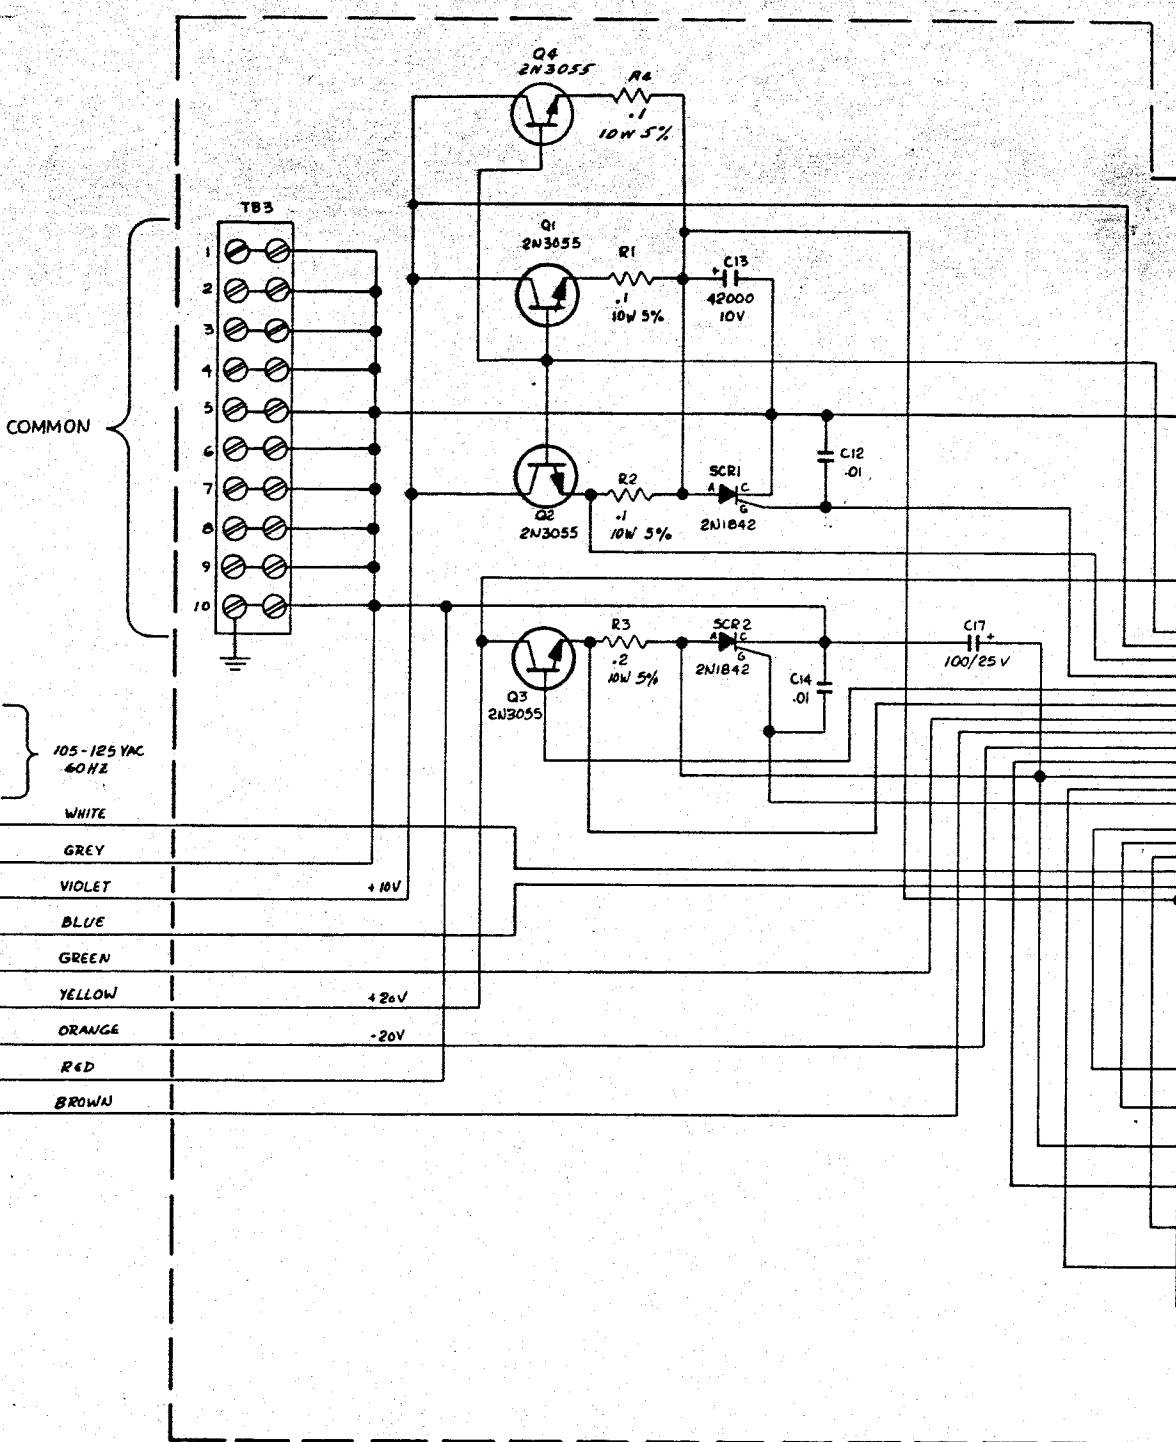 Q4
2N3055
R4
.1
10W 5%
TB3
1
2
3
4
5
6
7
8
9
10
COMMON
Q1
2N3055
R1
.1
10W 5%
+
C13
42000
10V
C12
.01
Q2
2N3055
R2
.1
10W 5%
SCR1
A C
G
2N1842
Q3
2N3055
R3
.2
10W 5%
SCR2
A C
G
2N1842
C14
.01
C17
+
100/25V
105-125 VAC
60HZ
WHITE
GREY
VIOLET +10V
BLUE
GREEN
YELLOW +20V
ORANGE -20V
RED
BROWN